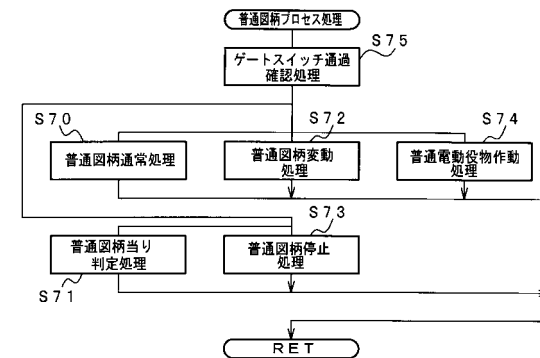 普通図柄プロセス処理
S75
ゲートスイッチ通過
確認処理
S70
普通図柄通常処理
S72
普通図柄変動
処理
S74
普通電動役物作動
処理
S73
普通図柄当り
判定処理
S71
普通図柄停止
処理
RET